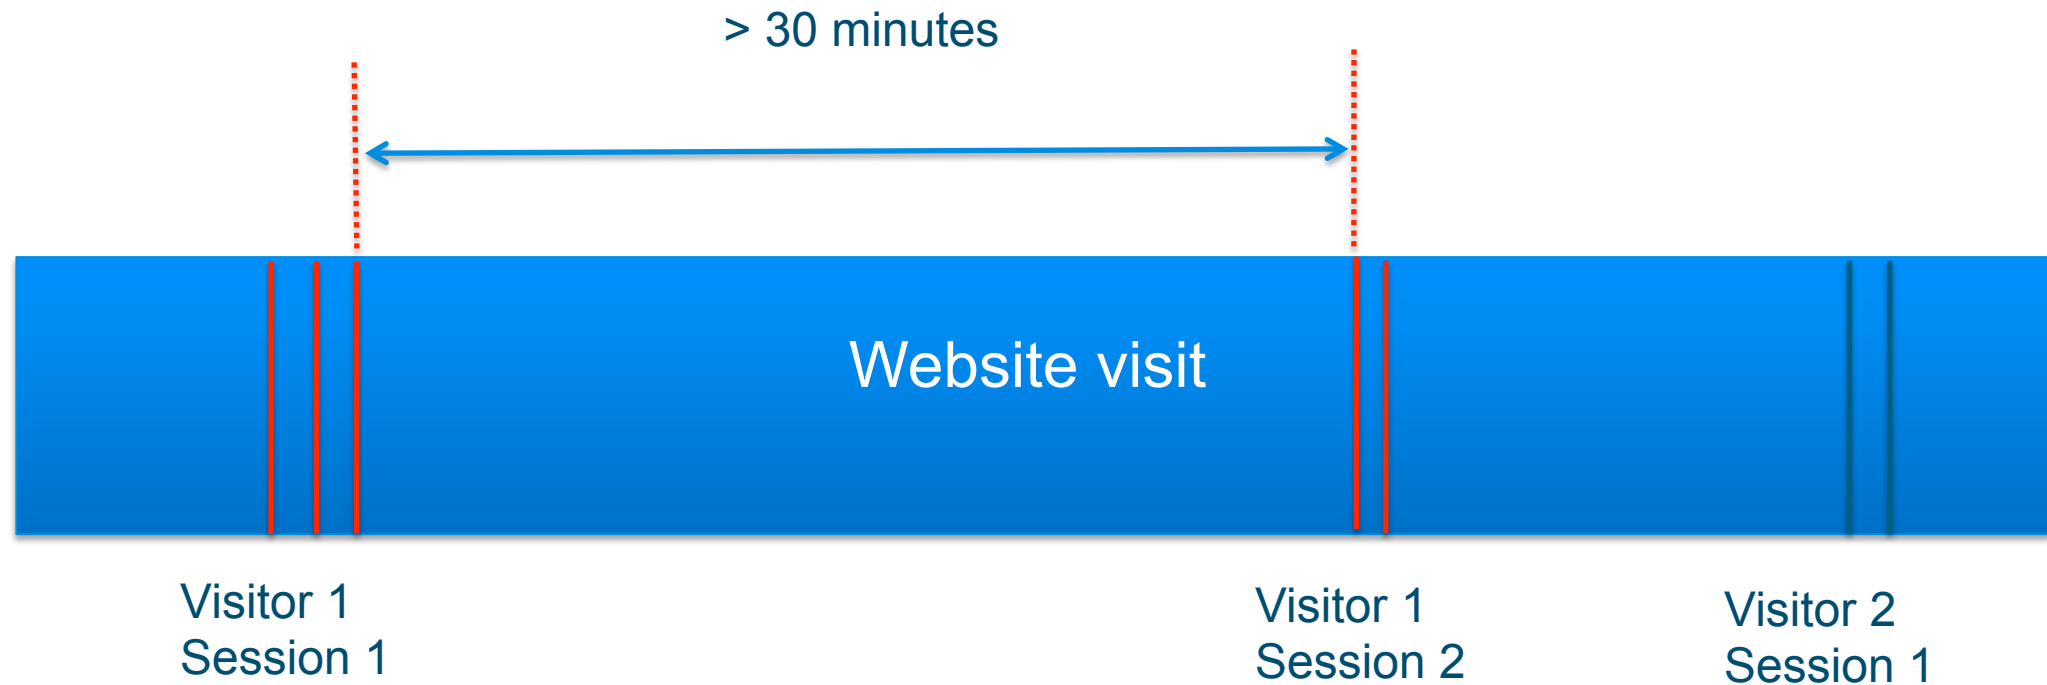 > 30 minutes
Website visit
Visitor 1
Session 1
Visitor 1
Session 2
Visitor 2
Session 1